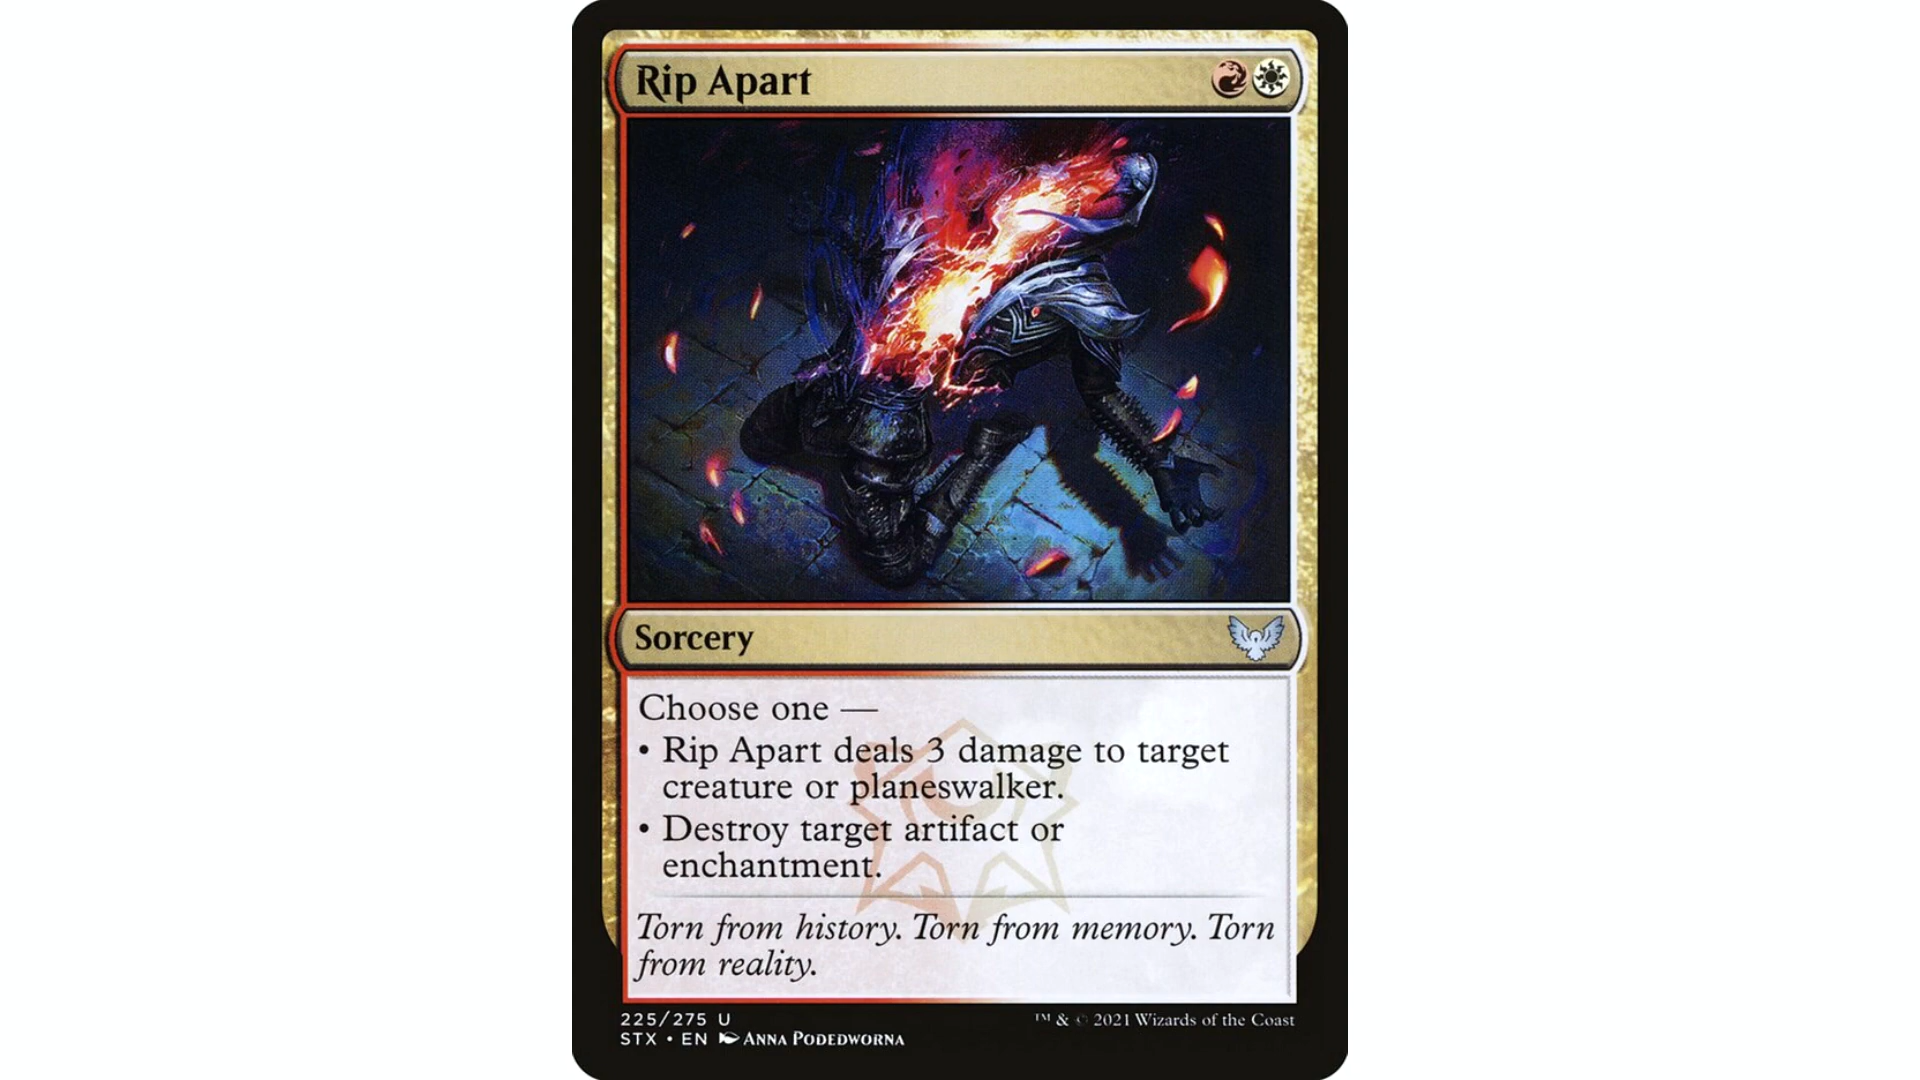 Rip Apart
Sorcery
Choose one —
• Rip Apart deals 3 damage to target
creature or planeswalker.
• Destroy target artifact or
enchantment.
Torn from history. Torn from memory. Torn
from reality.
225/275 U
STX • EN Anna Podedworna
™ & © 2021 Wizards of the Coast